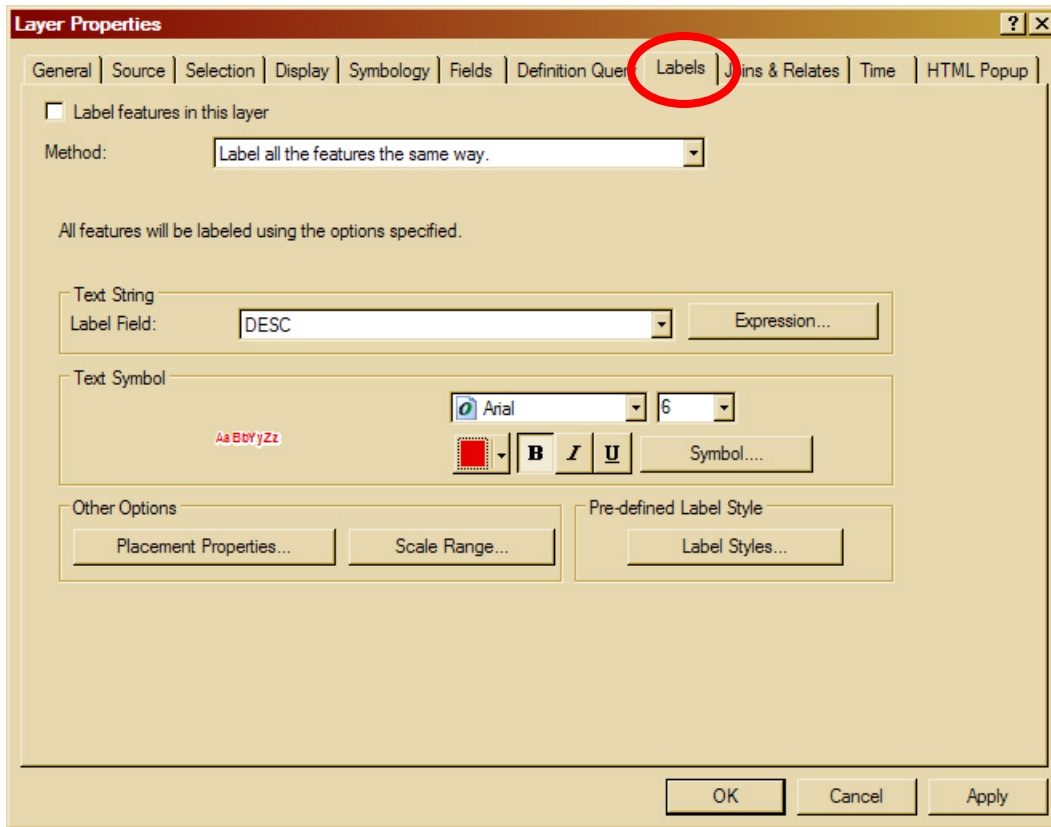 Layer Properties ? X
General Source Selection Display Symbology Fields Definition Query Labels Joins & Relates Time HTML Popup
Label features in this layer
Method: Label all the features the same way.
All features will be labeled using the options specified.
Text String
Label Field: DESC Expression...
Text Symbol
Arial 6
AaBbYyZz
B I U Symbol....
Other Options Pre-defined Label Style
Placement Properties... Scale Range... Label Styles...
OK Cancel Apply